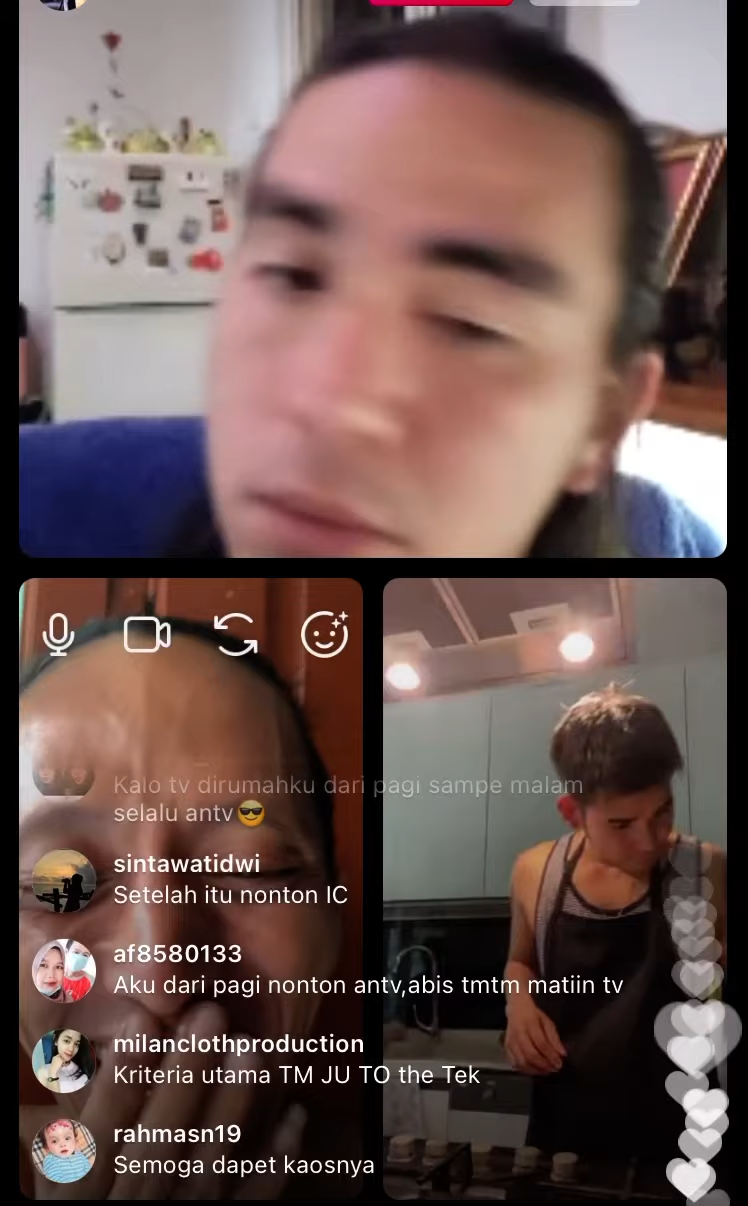 Kalo tv dirumahku dari pagi sampe malam
selalu antv😎
sintawatidwi
Setelah itu nonton IC
af8580133
Aku dari pagi nonton antv,abis tmtm matiin tv
milanclothproduction
Kriteria utama TM JU TO the Tek
rahmasn19
Semoga dapet kaosnya